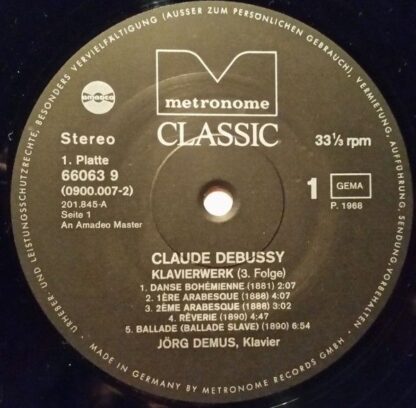 URHEBER- UND LEISTUNGSSCHUTZRECHTE, BESONDERS VERVIELFÄLTIGUNG (AUSSER ZUM PERSÖNLICHEN GEBRAUCH), VERMIETUNG, AUFFÜHRUNG, SENDUNG, VORBEHALTEN
metronome
CLASSIC
amadeo
Stereo
33⅓ rpm
1. Platte
66063 9
(0900.007-2)
201.845-A
Seite 1
An Amadeo Master
1
GEMA
P. 1968
CLAUDE DEBUSSY
KLAVIERWERK (3. Folge)
1. DANSE BOHÉMIENNE (1881) 2:07
2. 1ÈRE ARABESQUE (1888) 4:07
3. 2ÈME ARABESQUE (1888) 3:02
4. RÊVERIE (1890) 4:47
5. BALLADE (BALLADE SLAVE) (1890) 6:54
JÖRG DEMUS, Klavier
MADE IN GERMANY BY METRONOME RECORDS GMBH